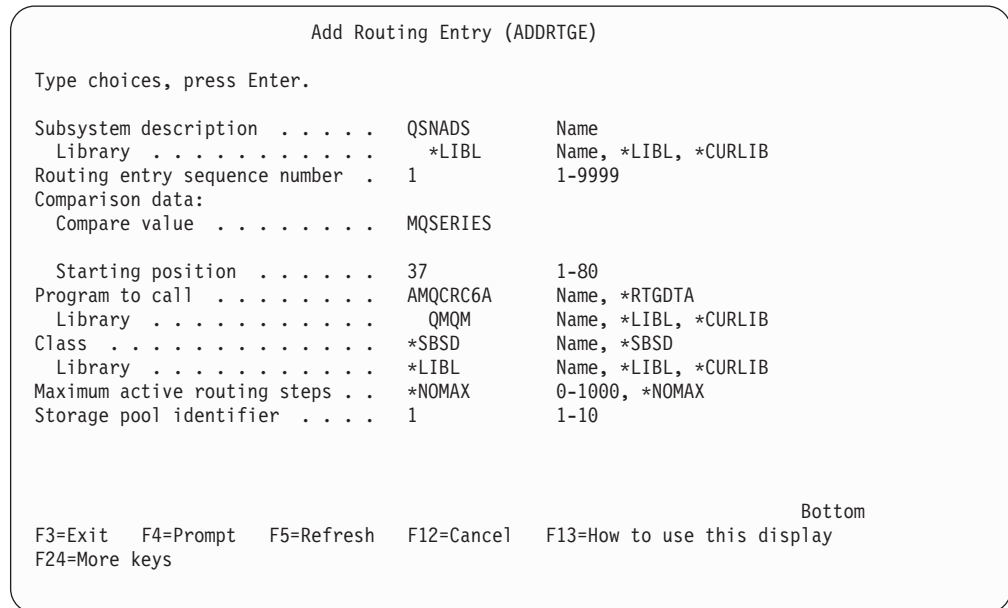 Add Routing Entry (ADDRTGE)
Type choices, press Enter.
Subsystem description . . . . . QSNADS Name
Library . . . . . . . . . . . *LIBL Name, *LIBL, *CURLIB
Routing entry sequence number . 1 1-9999
Comparison data:
Compare value . . . . . . . . MQSERIES
Starting position . . . . . . 37 1-80
Program to call . . . . . . . . AMQCRC6A Name, *RTGDTA
Library . . . . . . . . . . . QMQM Name, *LIBL, *CURLIB
Class . . . . . . . . . . . . . *SBSD Name, *SBSD
Library . . . . . . . . . . . *LIBL Name, *LIBL, *CURLIB
Maximum active routing steps . . *NOMAX 0-1000, *NOMAX
Storage pool identifier . . . . 1 1-10
Bottom
F3=Exit F4=Prompt F5=Refresh F12=Cancel F13=How to use this display
F24=More keys